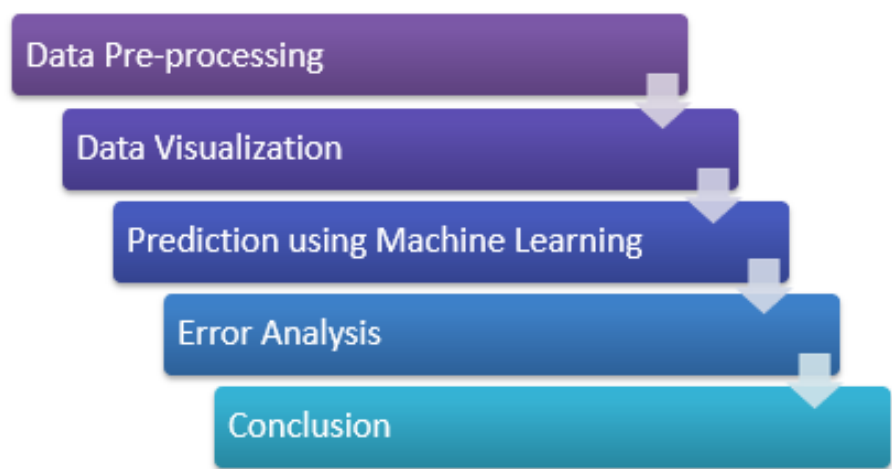 Data Pre-processing
Data Visualization
Prediction using Machine Learning
Error Analysis
Conclusion